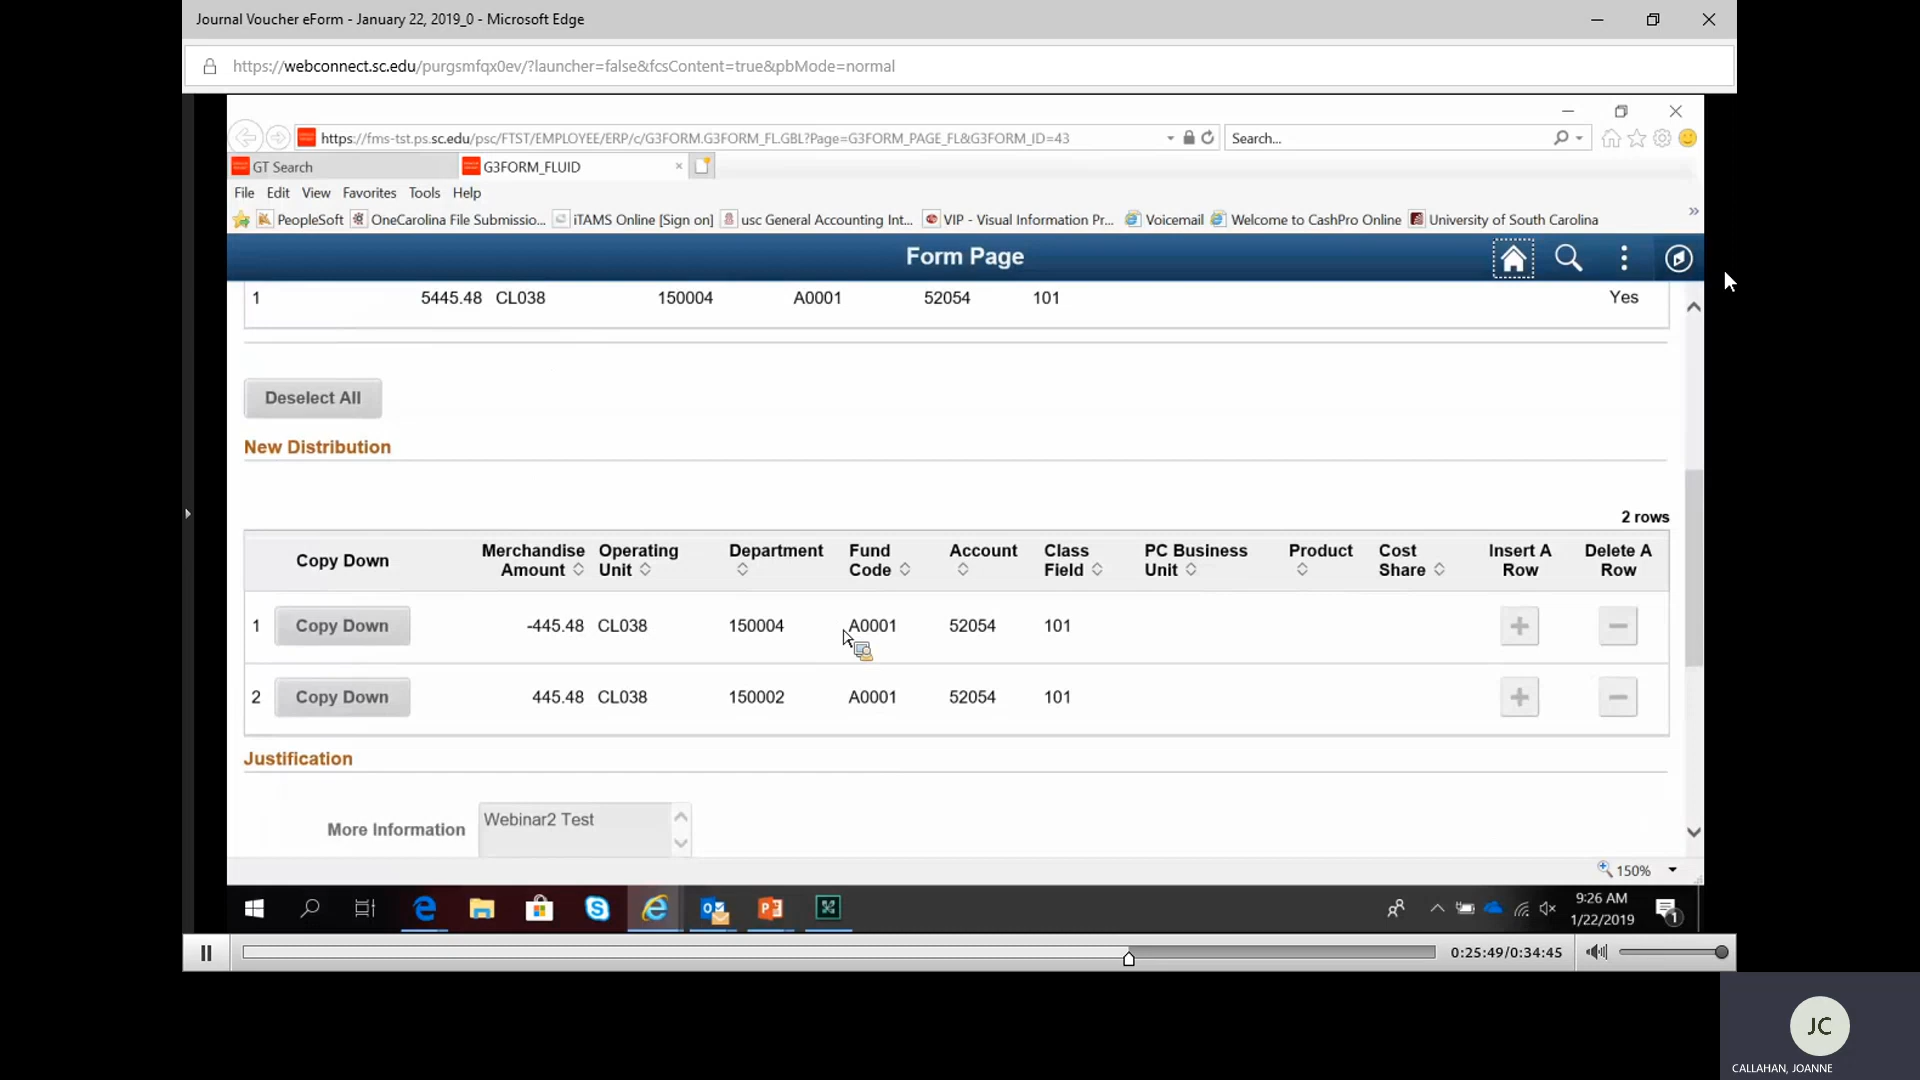 Journal Voucher eForm - January 22, 2019_0 - Microsoft Edge
https://webconnect.sc.edu/purgsmfqx0ev/?launcher=false&fcsContent=true&pbMode=normal
https://fms-tst.ps.sc.edu/psc/FTST/EMPLOYEE/ERP/c/G3FORM.G3FORM_FL.GBL?Page=G3FORM_PAGE_FL&G3FORM_ID=43 Search...
GT Search G3FORM_FLUID
File Edit View Favorites Tools Help
PeopleSoft OneCarolina File Submissio... iTAMS Online [Sign on] usc General Accounting Int... VIP - Visual Information Pr... Voicemail Welcome to CashPro Online University of South Carolina
Form Page
1 5445.48 CL038 150004 A0001 52054 101 Yes
Deselect All
New Distribution
2 rows
Copy Down Merchandise Amount Operating Unit Department Fund Code Account Class Field PC Business Unit Product Cost Share Insert A Row Delete A Row
1 Copy Down -445.48 CL038 150004 A0001 52054 101
2 Copy Down 445.48 CL038 150002 A0001 52054 101
Justification
More Information Webinar2 Test
150%
9:26 AM
1/22/2019
1
0:25:49/0:34:45
JC
CALLAHAN, JOANNE